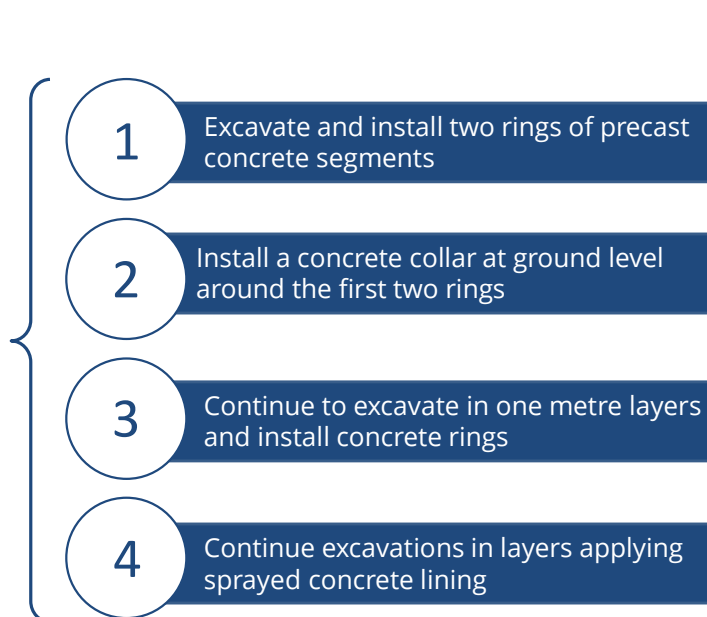 1
Excavate and install two rings of precast
concrete segments
2
Install a concrete collar at ground level
around the first two rings
3
Continue to excavate in one metre layers
and install concrete rings
4
Continue excavations in layers applying
sprayed concrete lining